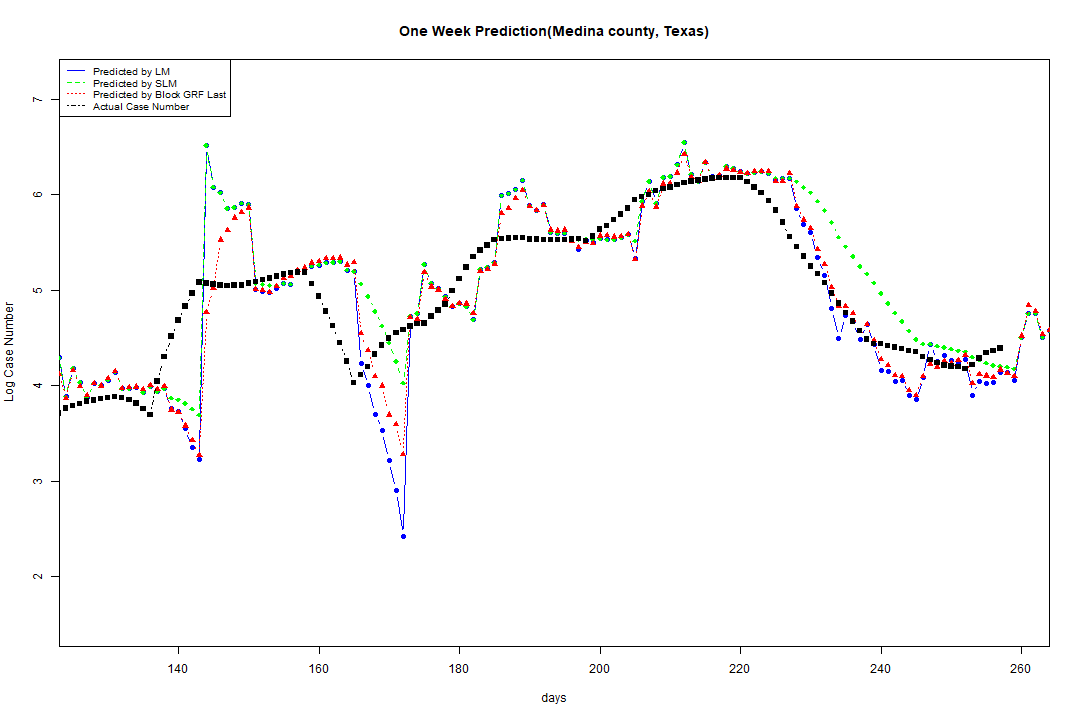 One Week Prediction(Medina county, Texas)
Predicted by LM
Predicted by SLM
Predicted by Block GRF Last
Actual Case Number
Log Case Number
7
6
5
4
3
2
140 160 180 200 220 240 260
days